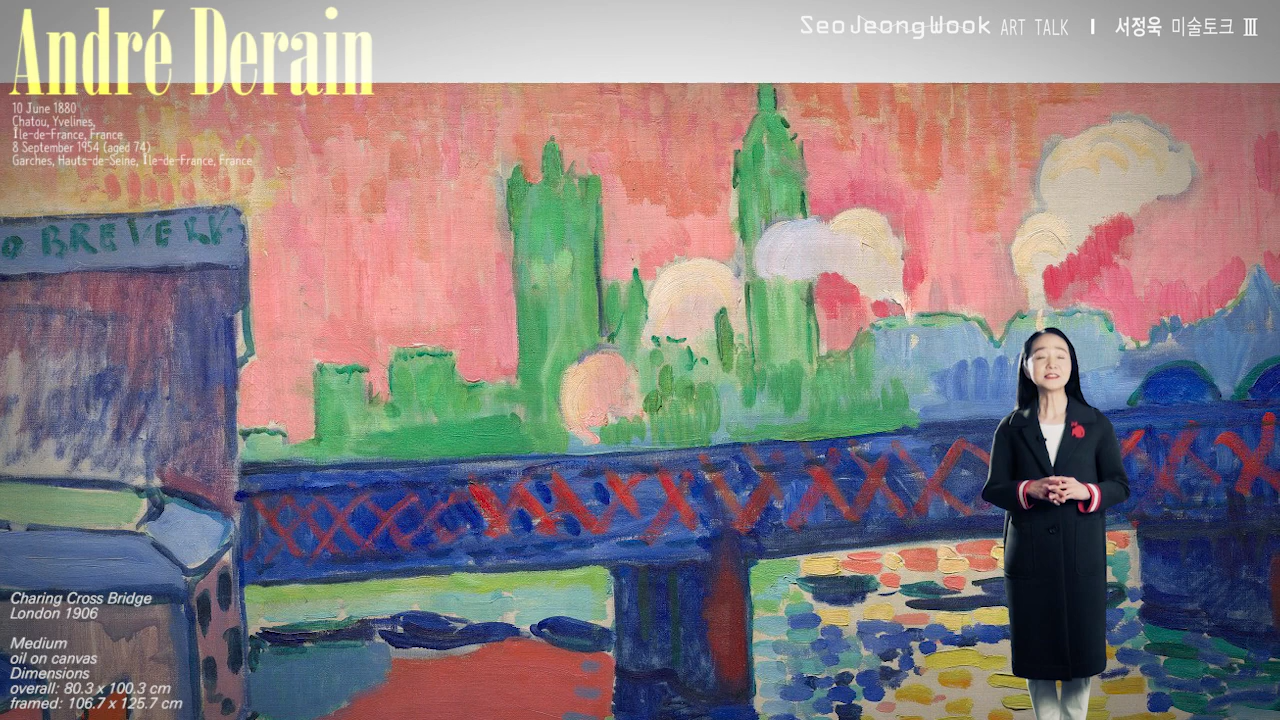 André Derain
SeoJeongWook ART TALK I 서정욱 미술토크 Ⅲ
10 June 1880
Chatou, Yvelines,
Île-de-France, France
8 September 1954 (aged 74)
Garches, Hauts-de-Seine, Île-de-France, France
O BREVERY
Charing Cross Bridge
London 1906
Medium
oil on canvas
Dimensions
overall: 80.3 x 100.3 cm
framed: 106.7 x 125.7 cm